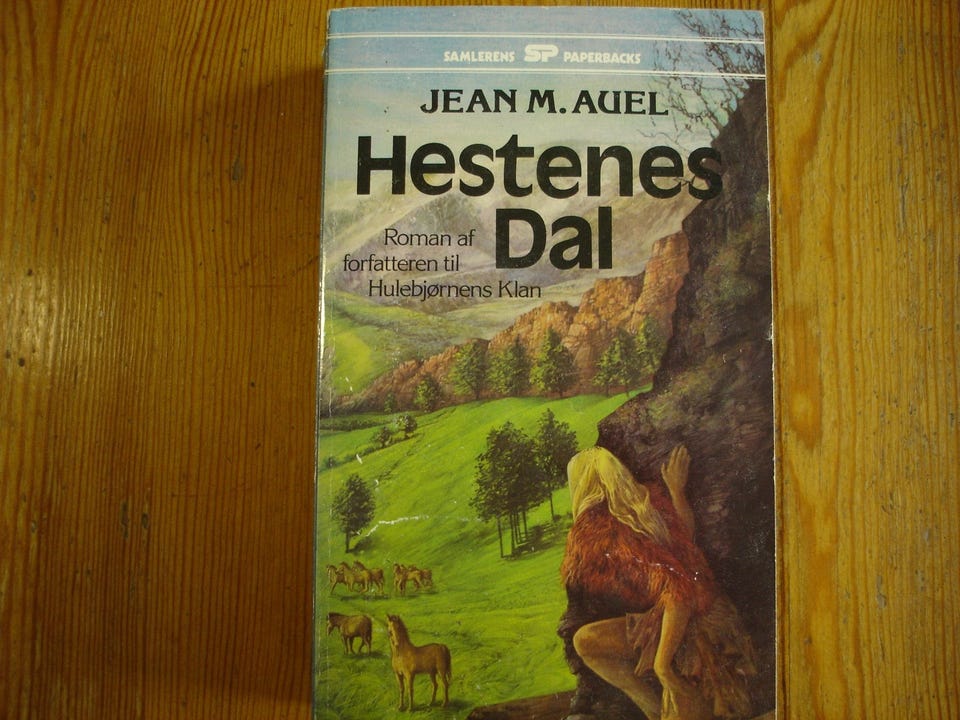 SAMLERENS SP PAPERBACKS
JEAN M. AUEL
Hestenes
Dal
Roman af
forfatteren til
Hulebjørnens Klan